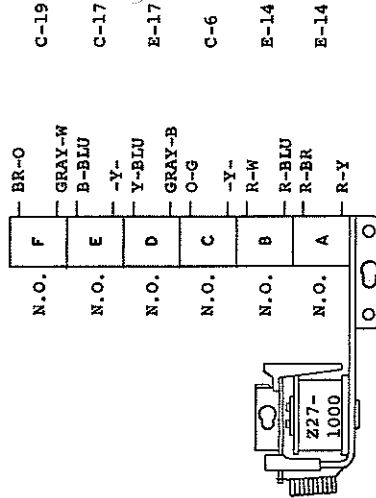 BR-O
N.O. F C-19
GRAY-W
B-BLU
N.O. E C-17
-Y-
Y-BLU
N.O. D E-17
GRAY-B
O-G
N.O. C C-6
-Y-
R-W
N.O. B E-14
R-BLU
R-BR
N.O. A E-14
R-Y
Z27-
1000